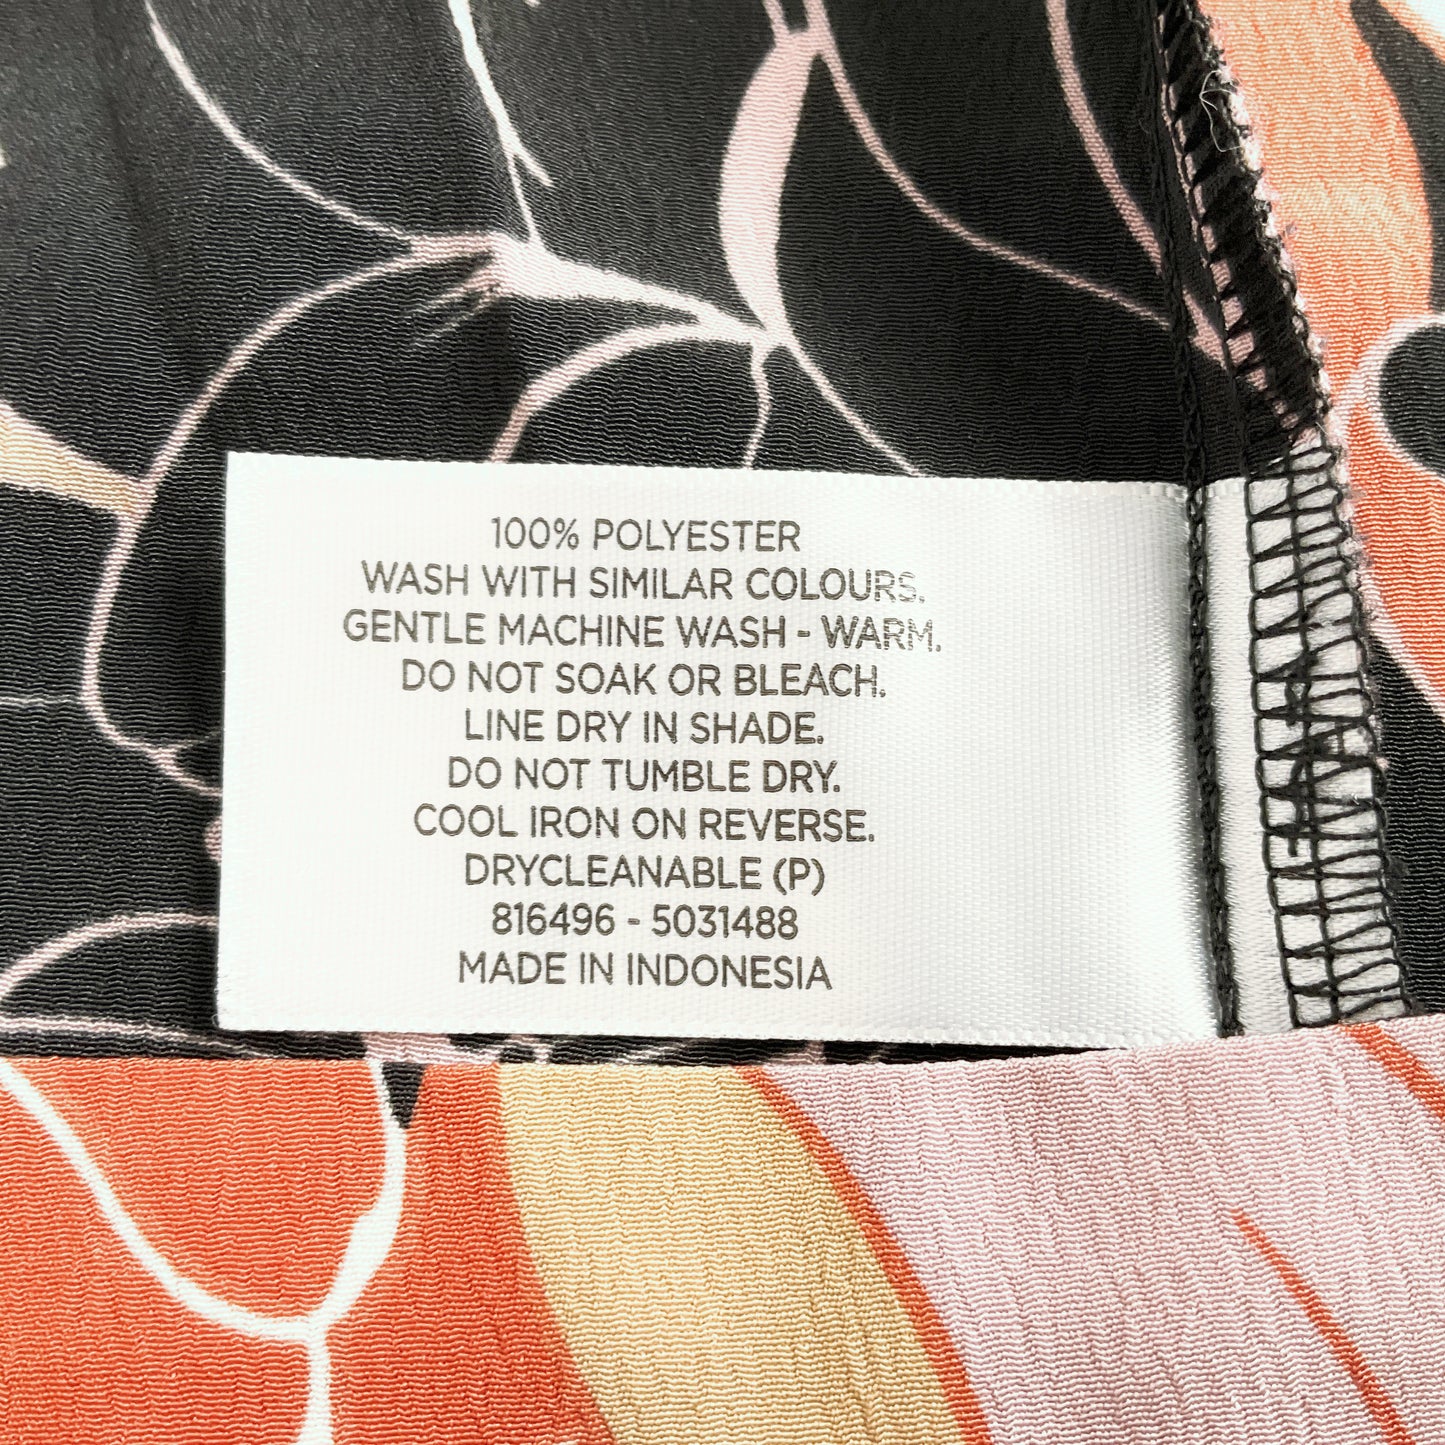 100% POLYESTER
WASH WITH SIMILAR COLOURS.
GENTLE MACHINE WASH - WARM.
DO NOT SOAK OR BLEACH.
LINE DRY IN SHADE.
DO NOT TUMBLE DRY.
COOL IRON ON REVERSE.
DRYCLEANABLE (P)
816496 - 5031488
MADE IN INDONESIA